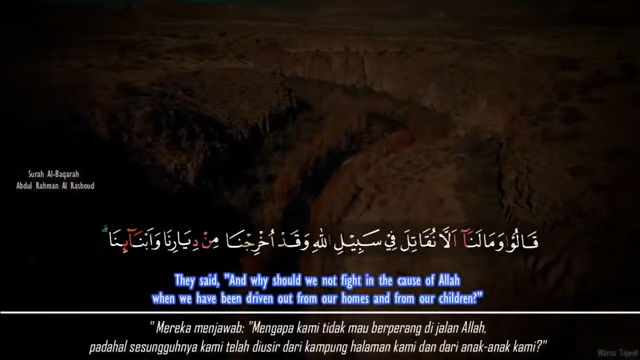 Surah Al-Baqarah
Abdul Rahman Al Rashoud
قَالُوا وَمَا لَنَآ اَلَّا نُقَاتِلَ فِيْ سَبِيْلِ اللهِ وَقَدْ اُخْرِجْنَا مِنْ دِيَارِنَا وَاَبْنَاۤىِٕنَا ۗ
They said, "And why should we not fight in the cause of Allah
when we have been driven out from our homes and from our children?"
" Mereka menjawab: "Mengapa kami tidak mau berperang di jalan Allah,
padahal sesungguhnya kami telah diusir dari kampung halaman kami dan dari anak-anak kami?"